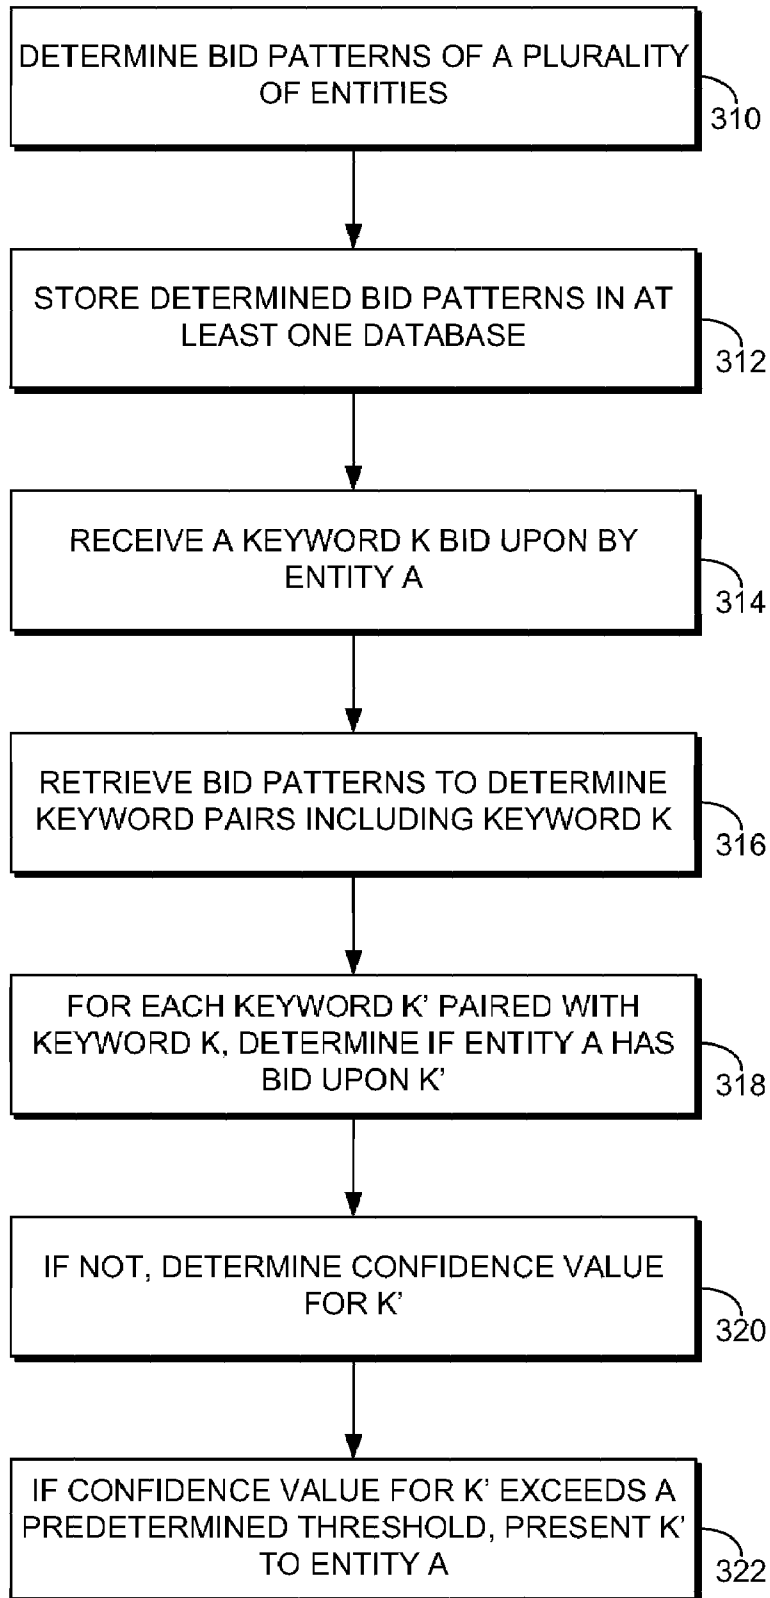 DETERMINE BID PATTERNS OF A PLURALITY
OF ENTITIES
310
STORE DETERMINED BID PATTERNS IN AT
LEAST ONE DATABASE
312
RECEIVE A KEYWORD K BID UPON BY
ENTITY A
314
RETRIEVE BID PATTERNS TO DETERMINE
KEYWORD PAIRS INCLUDING KEYWORD K
316
FOR EACH KEYWORD K’ PAIRED WITH
KEYWORD K, DETERMINE IF ENTITY A HAS
BID UPON K’
318
IF NOT, DETERMINE CONFIDENCE VALUE
FOR K’
320
IF CONFIDENCE VALUE FOR K’ EXCEEDS A
PREDETERMINED THRESHOLD, PRESENT K’
TO ENTITY A
322